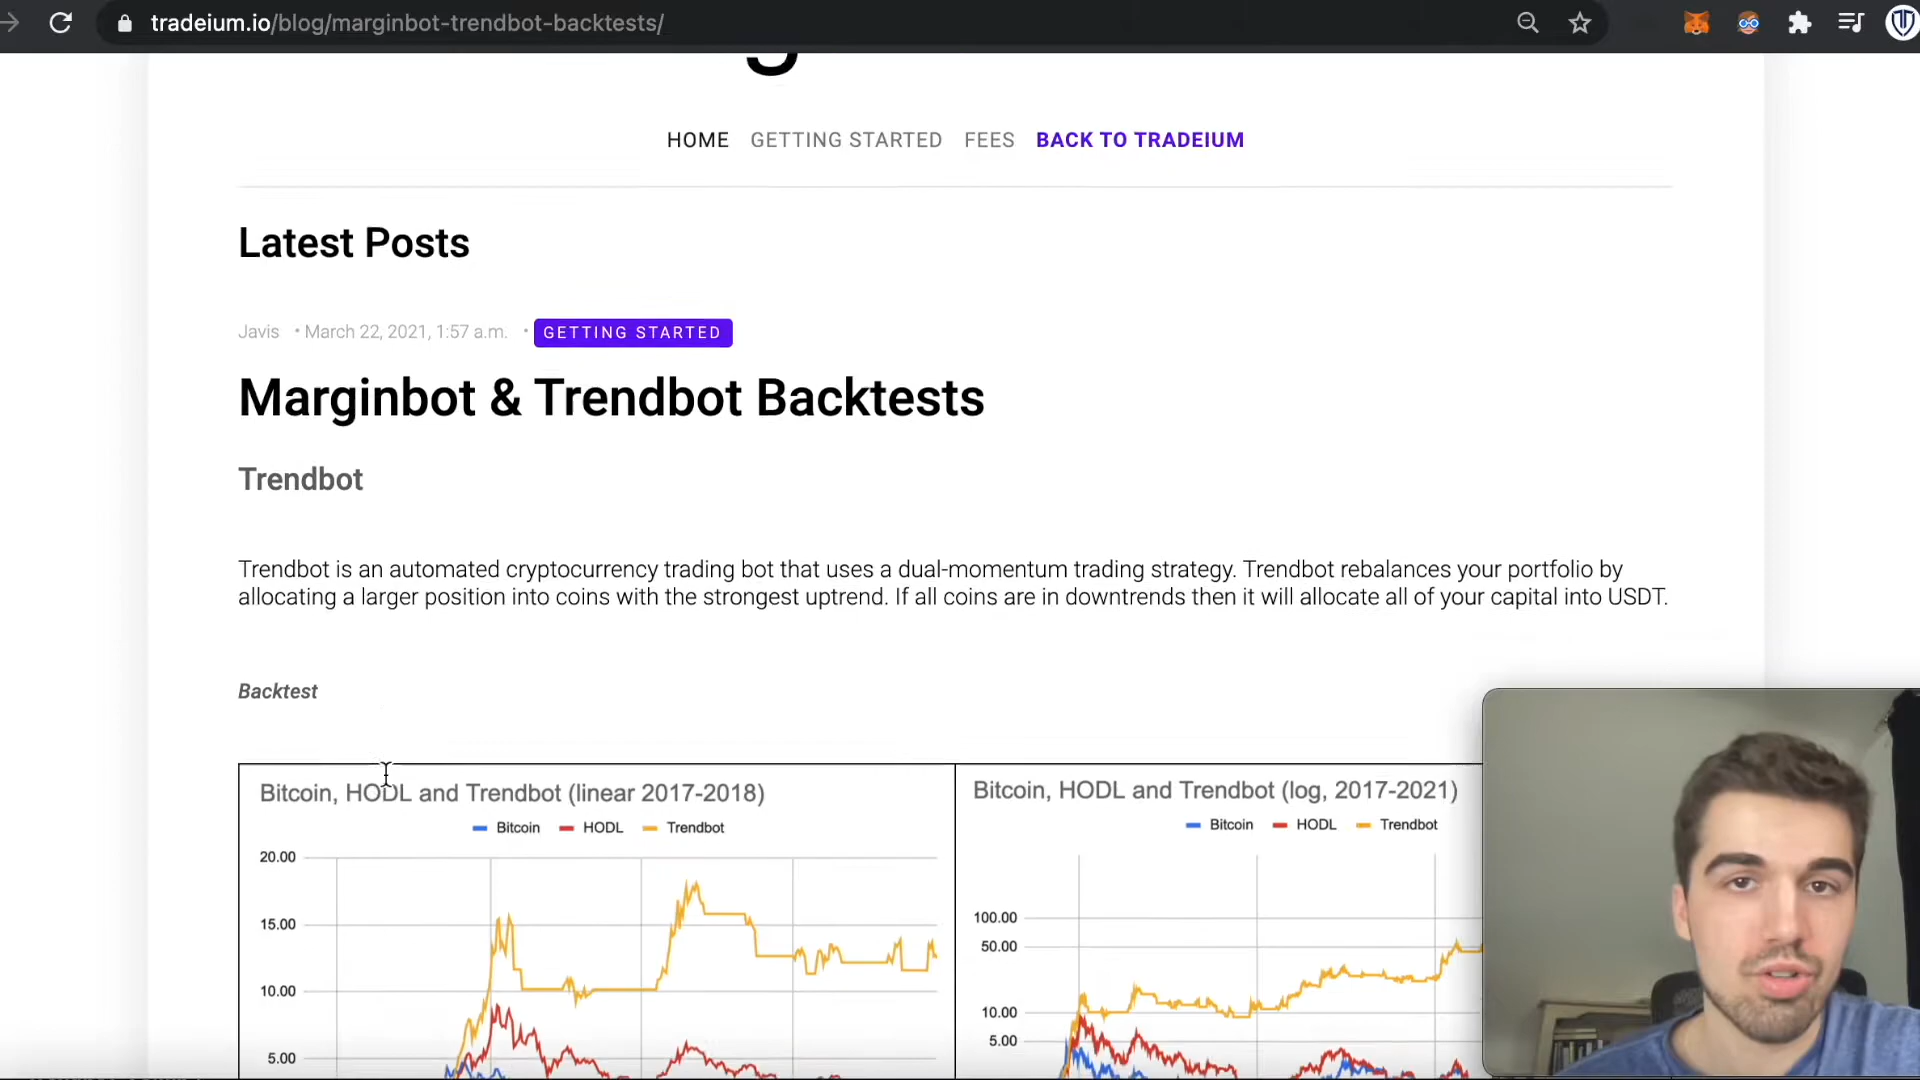 tradeium.io/blog/marginbot-trendbot-backtests/
HOME GETTING STARTED FEES BACK TO TRADEIUM
Latest Posts
Javis • March 22, 2021, 1:57 a.m. • GETTING STARTED
Marginbot & Trendbot Backtests
Trendbot
Trendbot is an automated cryptocurrency trading bot that uses a dual-momentum trading strategy. Trendbot rebalances your portfolio by
allocating a larger position into coins with the strongest uptrend. If all coins are in downtrends then it will allocate all of your capital into USDT.
Backtest
Bitcoin, HODL and Trendbot (linear 2017-2018)
Bitcoin HODL Trendbot
20.00
15.00
10.00
5.00
Bitcoin, HODL and Trendbot (log, 2017-2021)
Bitcoin HODL Trendbot
100.00
50.00
10.00
5.00